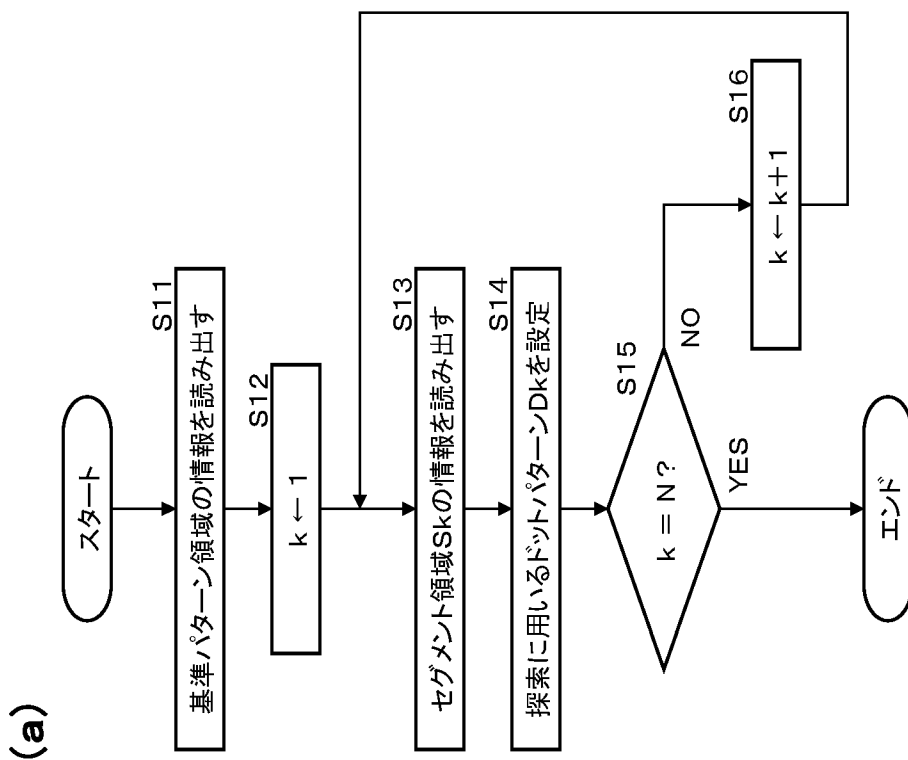 (a)
スタート
S11
基準パターン領域の情報を読み出す
S12
k ← 1
S13
セグメント領域Skの情報を読み出す
S14
探索に用いるドットパターンDkを設定
S15
k = N?
NO
YES
S16
k ← k+1
エンド